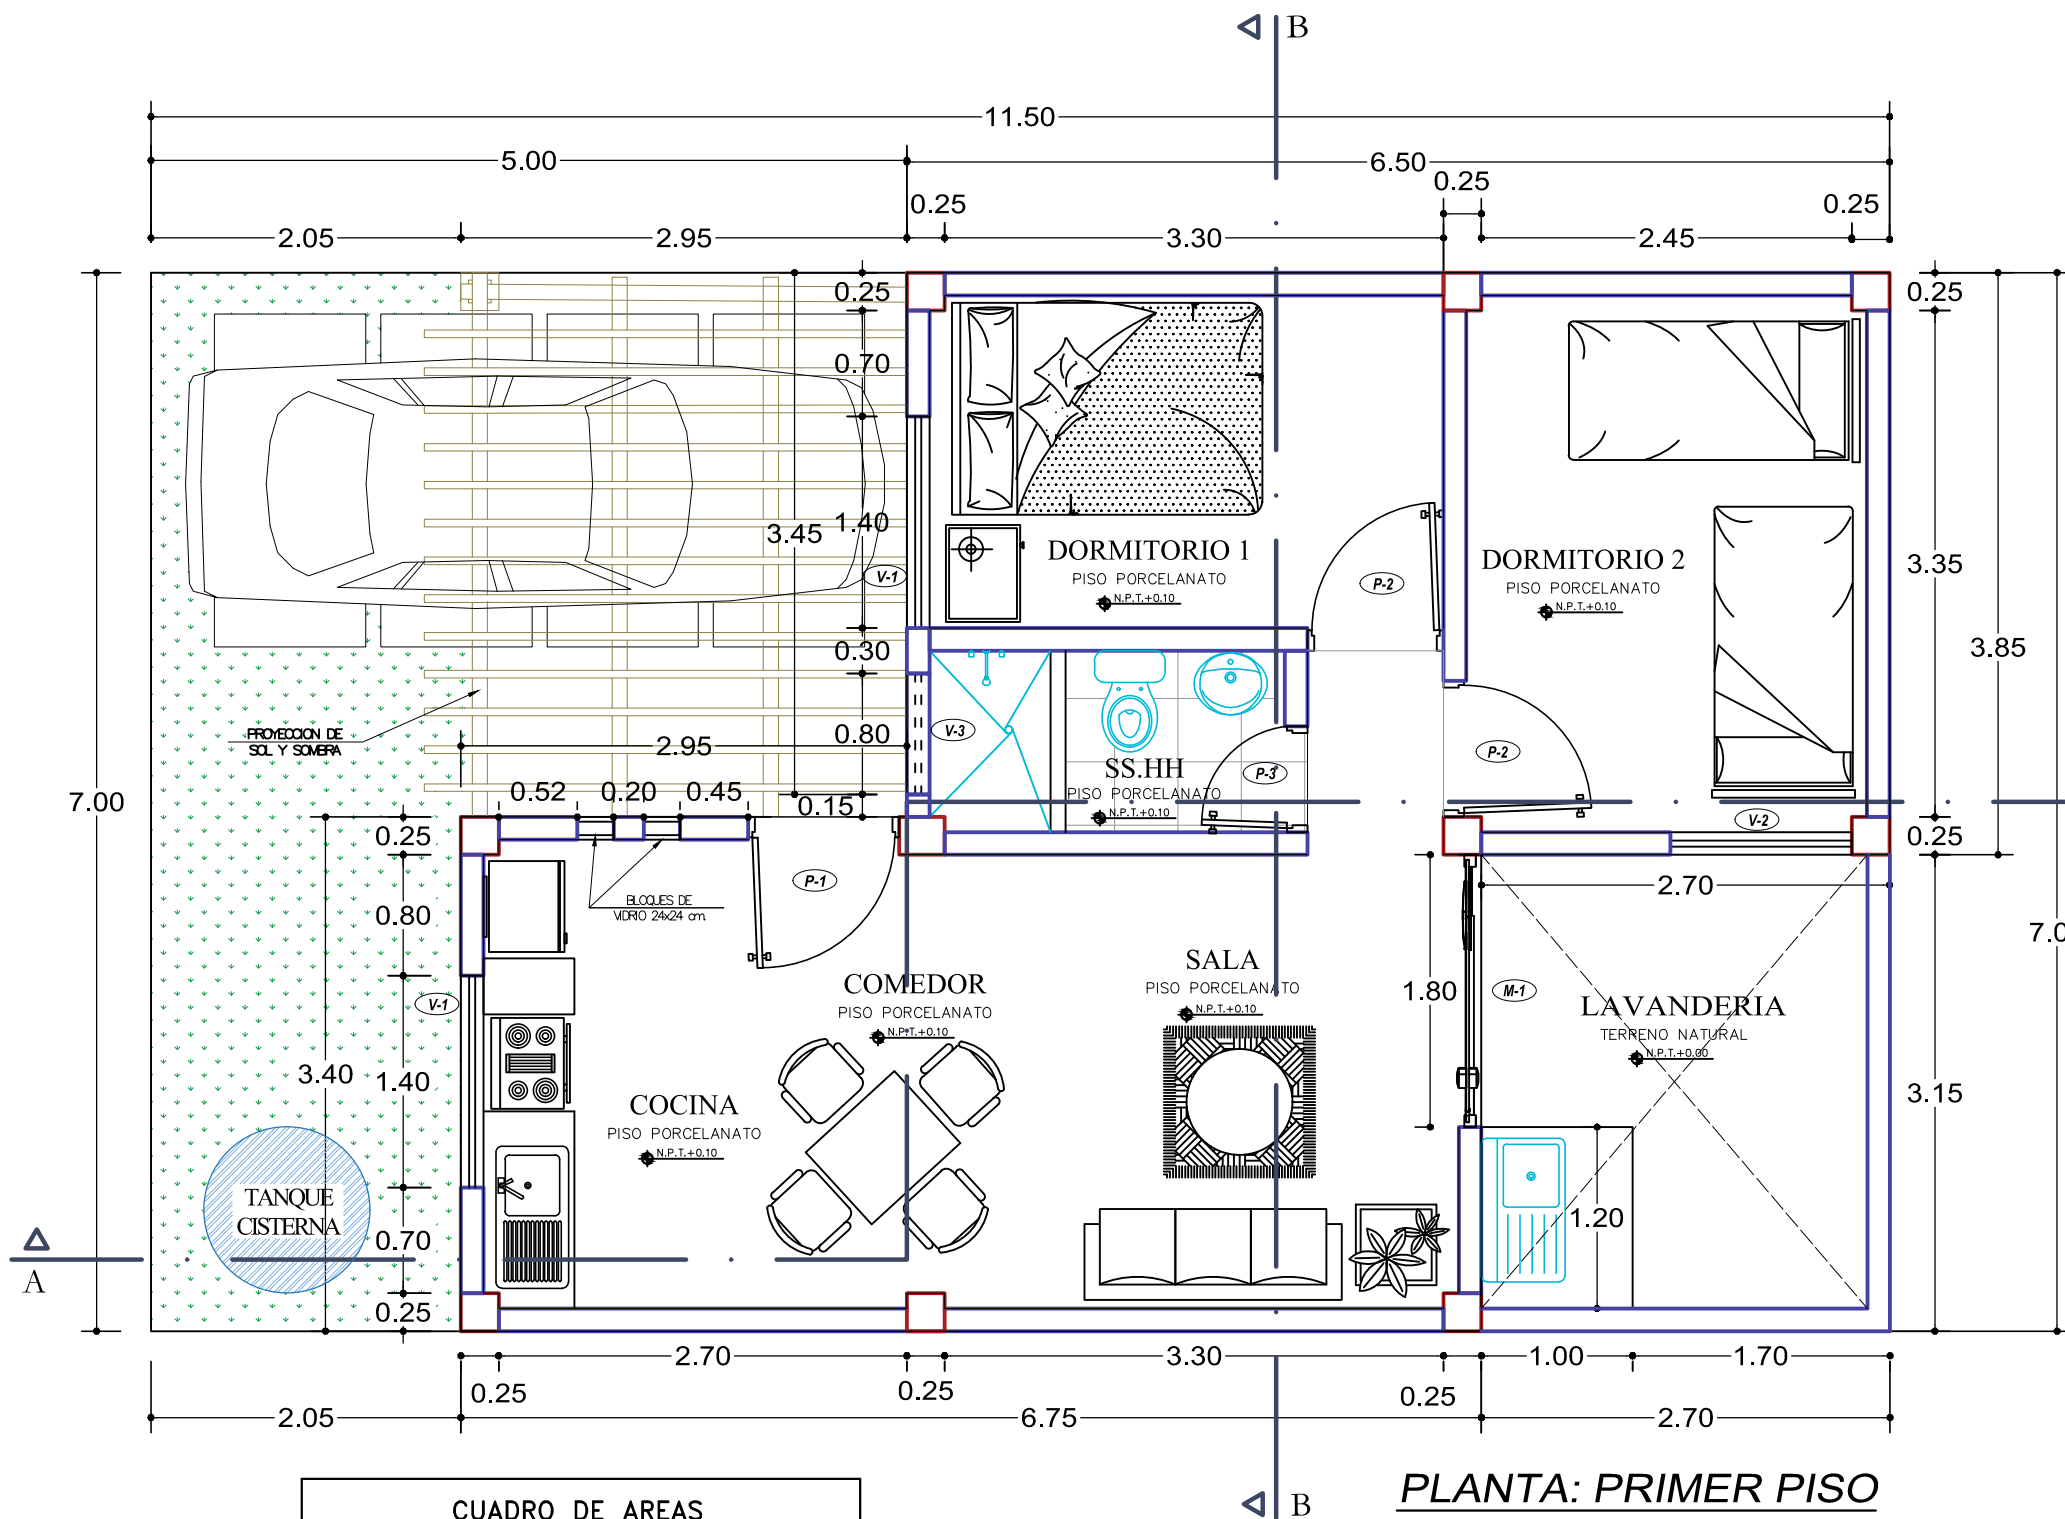 B
11.50
5.00
6.50
0.25
0.25
0.25
2.05
2.95
3.30
2.45
0.25
0.25
0.70
1.40
3.45
V-1
DORMITORIO 1
PISO PORCELANATO
N.P.T.+0.10
P-2
DORMITORIO 2
PISO PORCELANATO
N.P.T.+0.10
3.35
3.85
0.30
PROYECCION DE
SOL Y SOMBRA
2.95
0.80
V-3
SS.HH
PISO PORCELANATO
N.P.T.+0.10
P-3
P-2
7.00
0.52
0.20
0.45
0.15
V-2
0.25
0.25
P-1
2.70
BLOQUES DE
VIDRIO 24x24 cm.
0.80
7.0
V-1
COMEDOR
PISO PORCELANATO
N.P.T.+0.10
SALA
PISO PORCELANATO
N.P.T.+0.10
1.80
M-1
LAVANDERIA
TERRENO NATURAL
N.P.T.+0.00
3.40
1.40
3.15
COCINA
PISO PORCELANATO
N.P.T.+0.10
TANQUE
CISTERNA
1.20
0.70
A
0.25
2.70
3.30
1.00
1.70
0.25
0.25
0.25
2.05
6.75
2.70
CUADRO DE AREAS
B
PLANTA: PRIMER PISO